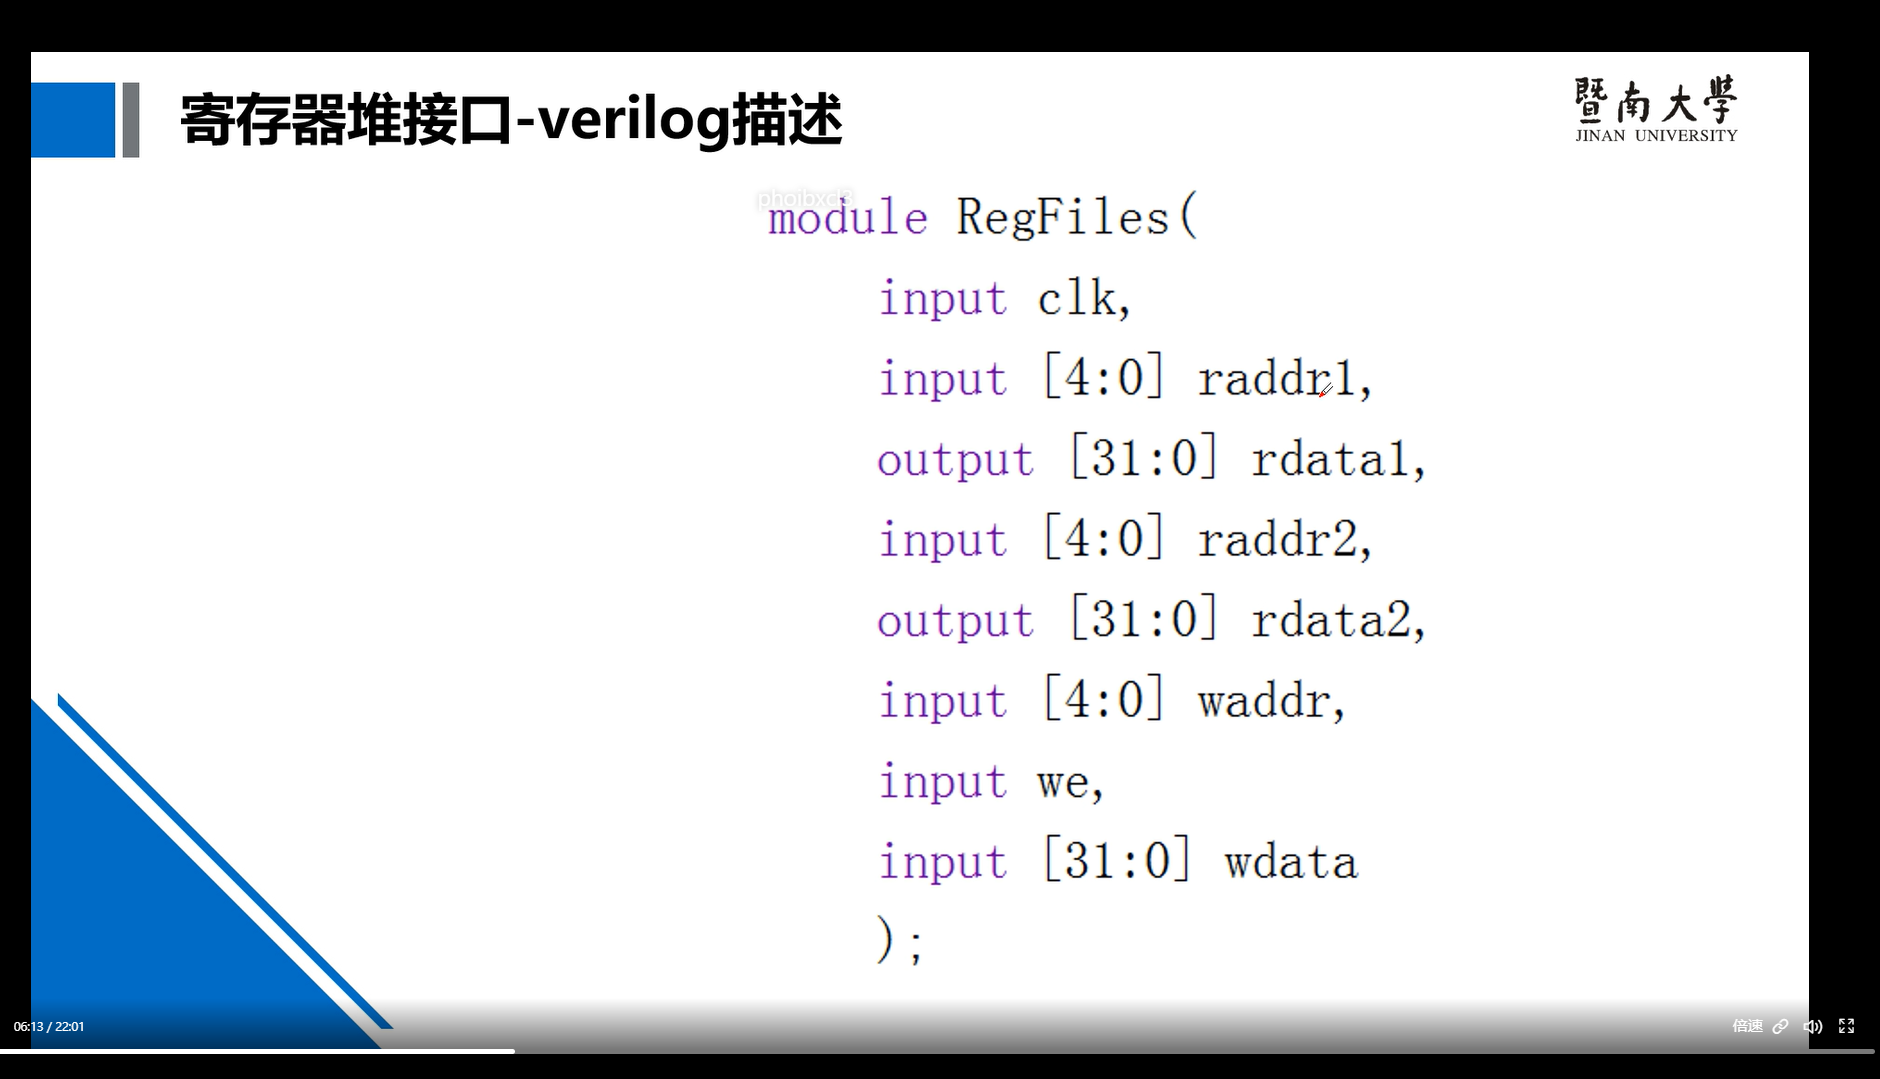 寄存器堆接口-verilog描述
暨南大學
JINAN UNIVERSITY
phoibxcl3
module RegFiles(
input clk,
input [4:0] raddr1,
output [31:0] rdata1,
input [4:0] raddr2,
output [31:0] rdata2,
input [4:0] waddr,
input we,
input [31:0] wdata
);
06:13 / 22:01
倍速